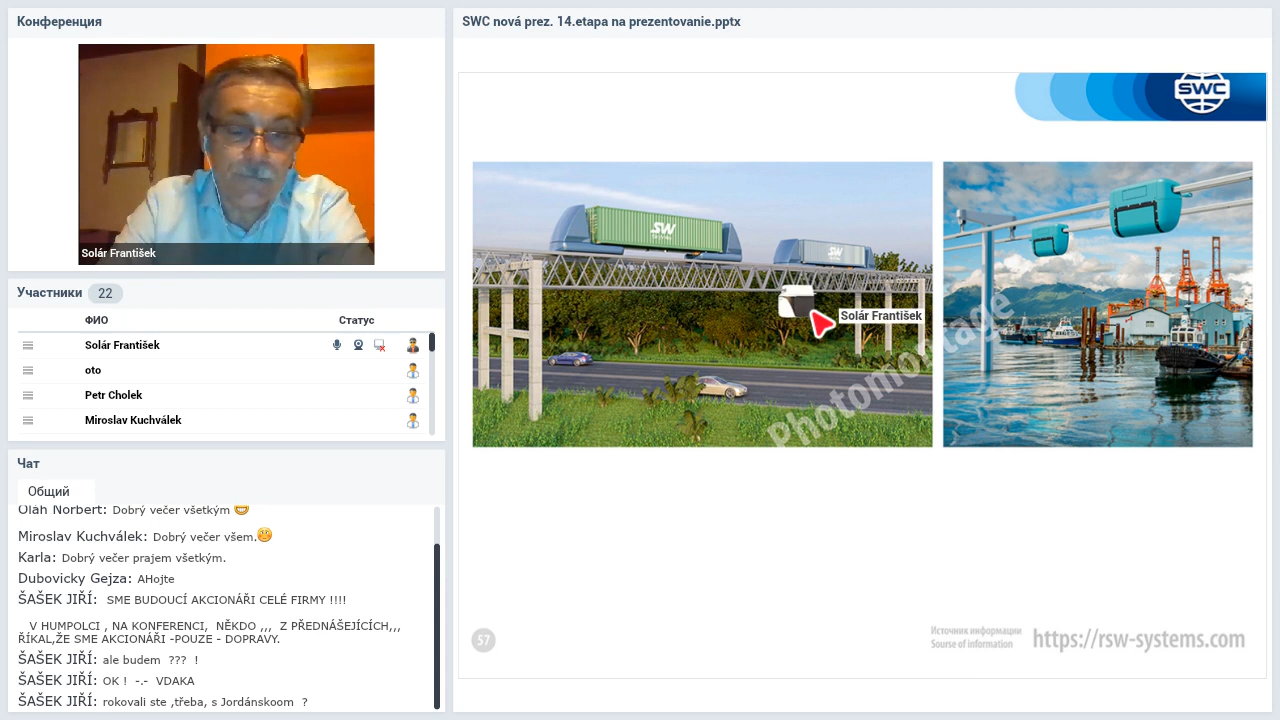 Конференция
Solár František
Участники 22
ФИО Статус
Solár František
oto
Petr Cholek
Miroslav Kuchválek
Чат
Общий
Olah Norbert: Dobrý večer všetkým
Miroslav Kuchválek: Dobrý večer všem.
Karla: Dobrý večer prajem všetkým.
Dubovicky Gejza: AHojte
ŠAŠEK JIŘÍ: SME BUDOUCÍ AKCIONÁŘI CELÉ FIRMY !!!!
V HUMPOLCI , NA KONFERENCI, NĚKDO ,,, Z PŘEDNÁŠEJÍCÍCH,,,
ŘÍKAL,ŽE SME AKCIONÁŘI -POUZE - DOPRAVY.
ŠAŠEK JIŘÍ: ale budem ??? !
ŠAŠEK JIŘÍ: OK ! -.- VDAKA
ŠAŠEK JIŘÍ: rokovali ste ,třeba, s Jordánskoom ?
SWC nová prez. 14.etapa na prezentovanie.pptx
SWC
SW
SW
Solár František
Photomontage
57
Источник информации
Sourse of information
https://rsw-systems.com